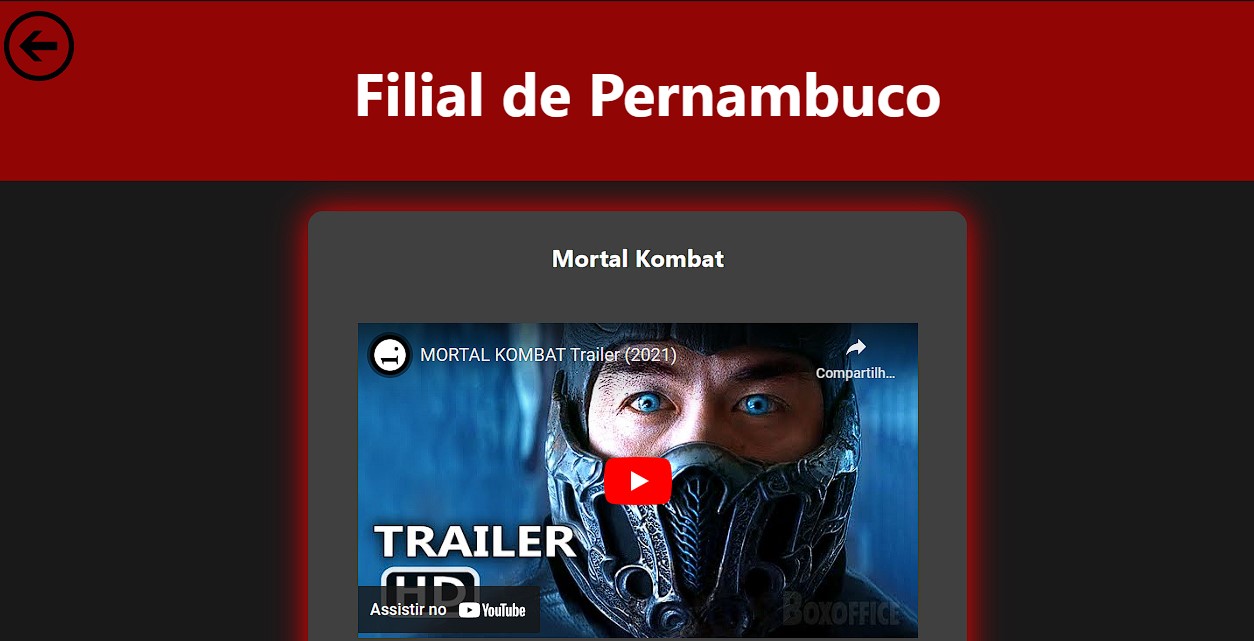 Filial de Pernambuco
Mortal Kombat
MORTAL KOMBAT Trailer (2021)
Compartilh...
TRAILER
HD
Assistir no YouTube
BOXOFFICE